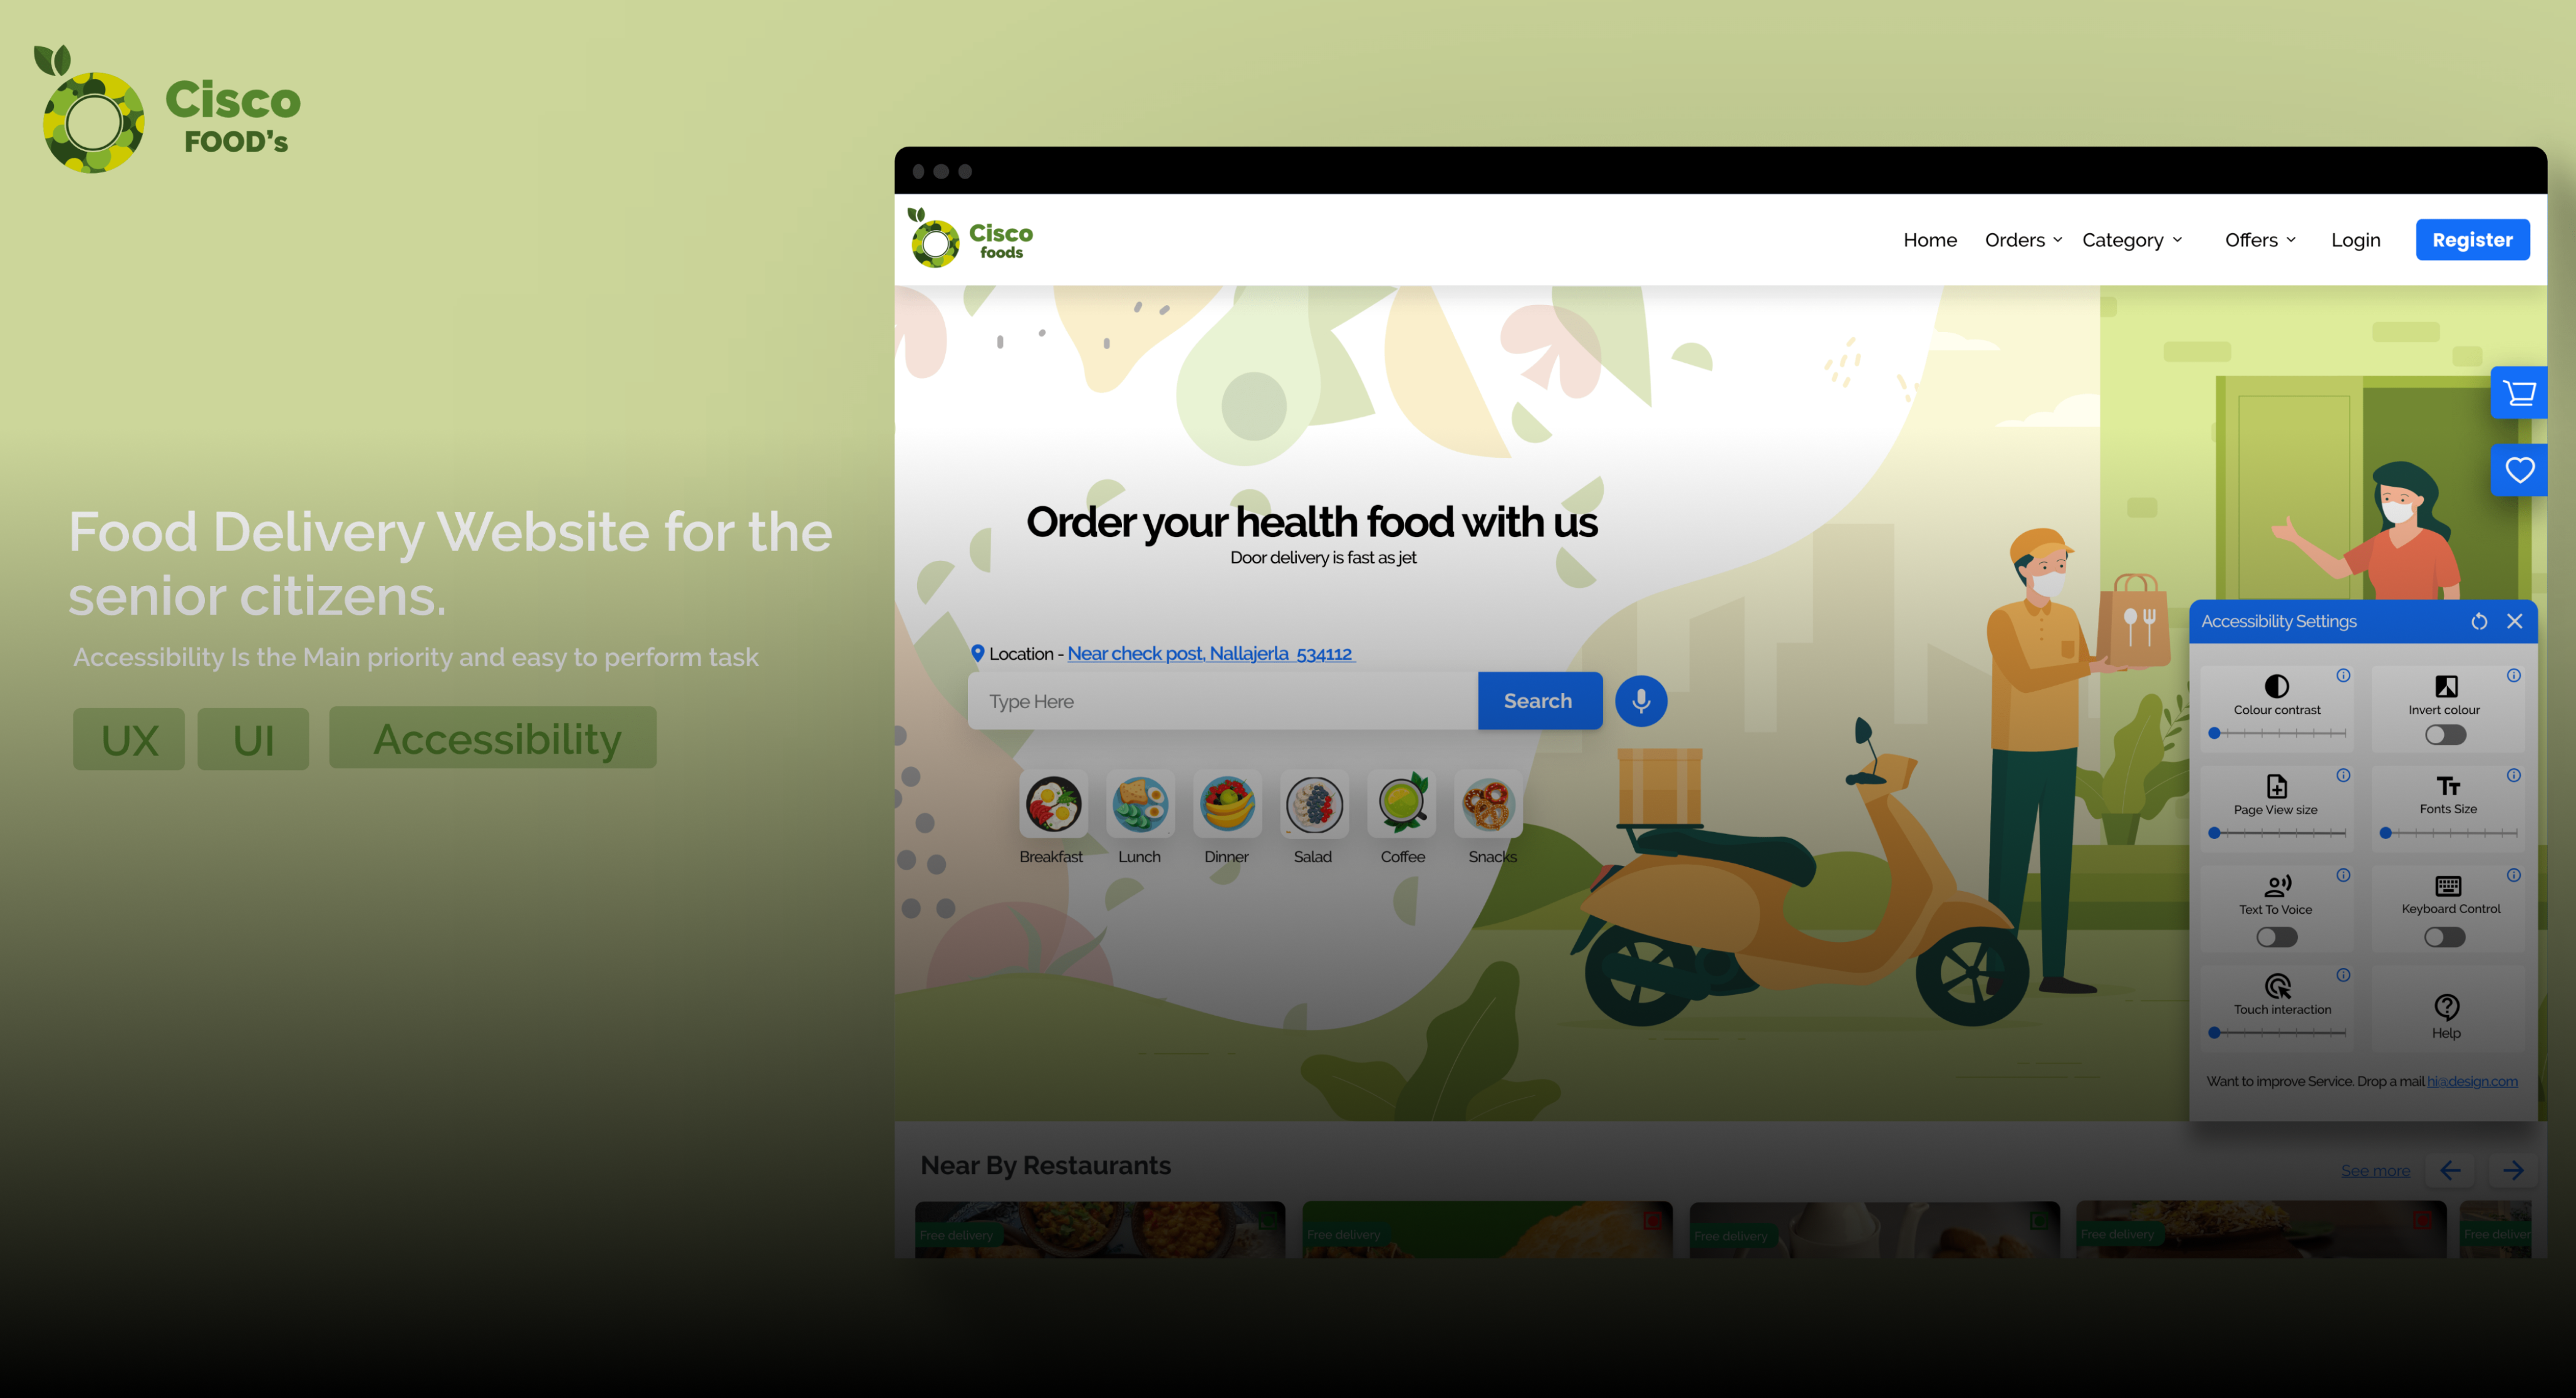 Cisco
FOOD's
Food Delivery Website for the
senior citizens.
Accessibility Is the Main priority and easy to perform task
UX UI Accessibility
Cisco
foods
Home Orders Category Offers Login Register
Order your health food with us
Door delivery is fast as jet
Location - Near check post, Nallajerla 534112
Type Here Search
Breakfast Lunch Dinner Salad Coffee Snacks
Accessibility Settings
Colour contrast Invert colour
Page View size Fonts Size
Text To Voice Keyboard Control
Touch interaction Help
Want to improve Service. Drop a mail hi@design.com
Near By Restaurants See more
Free delivery Free delivery Free delivery Free delivery Free deliver